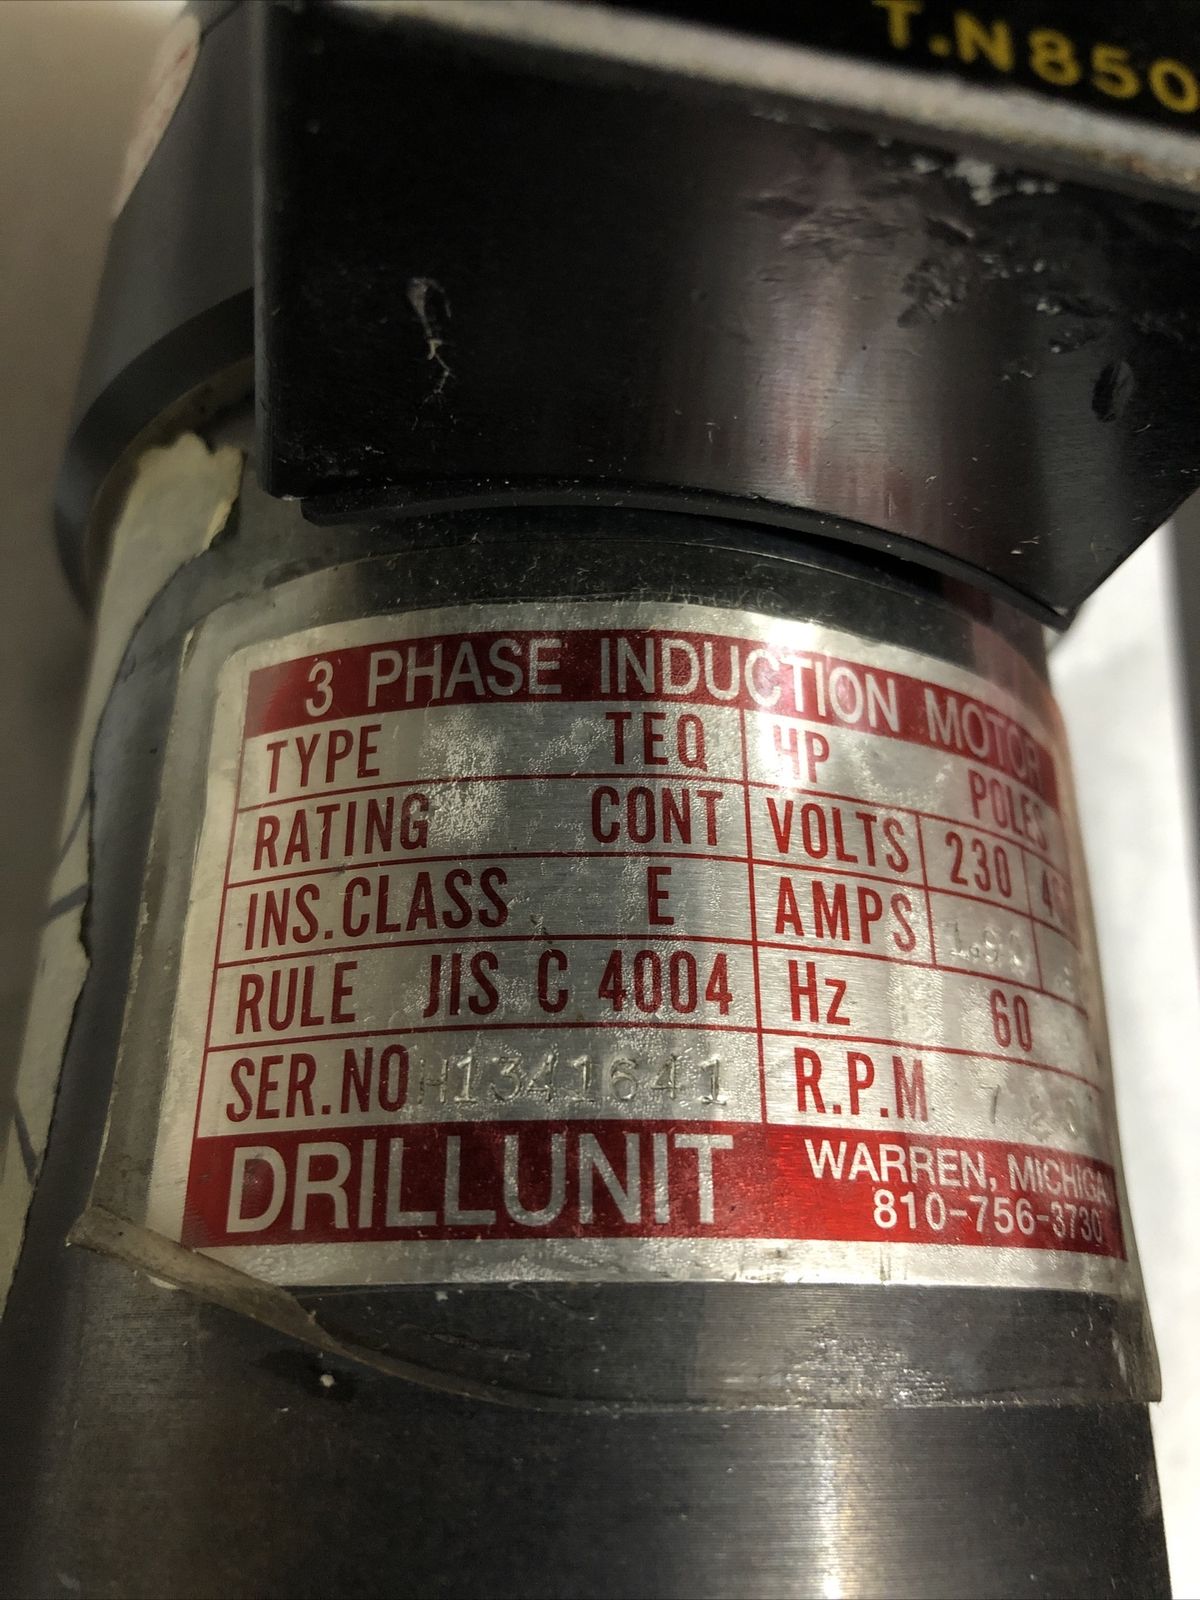 T.N850
3 PHASE INDUCTION MOTOR
TYPE TEQ HP POLES
RATING CONT VOLTS 230
INS.CLASS E AMPS
RULE JIS C 4004 Hz 60
SER.NO H1341641 R.P.M
DRILLUNIT WARREN, MICHIGA
810-756-3730